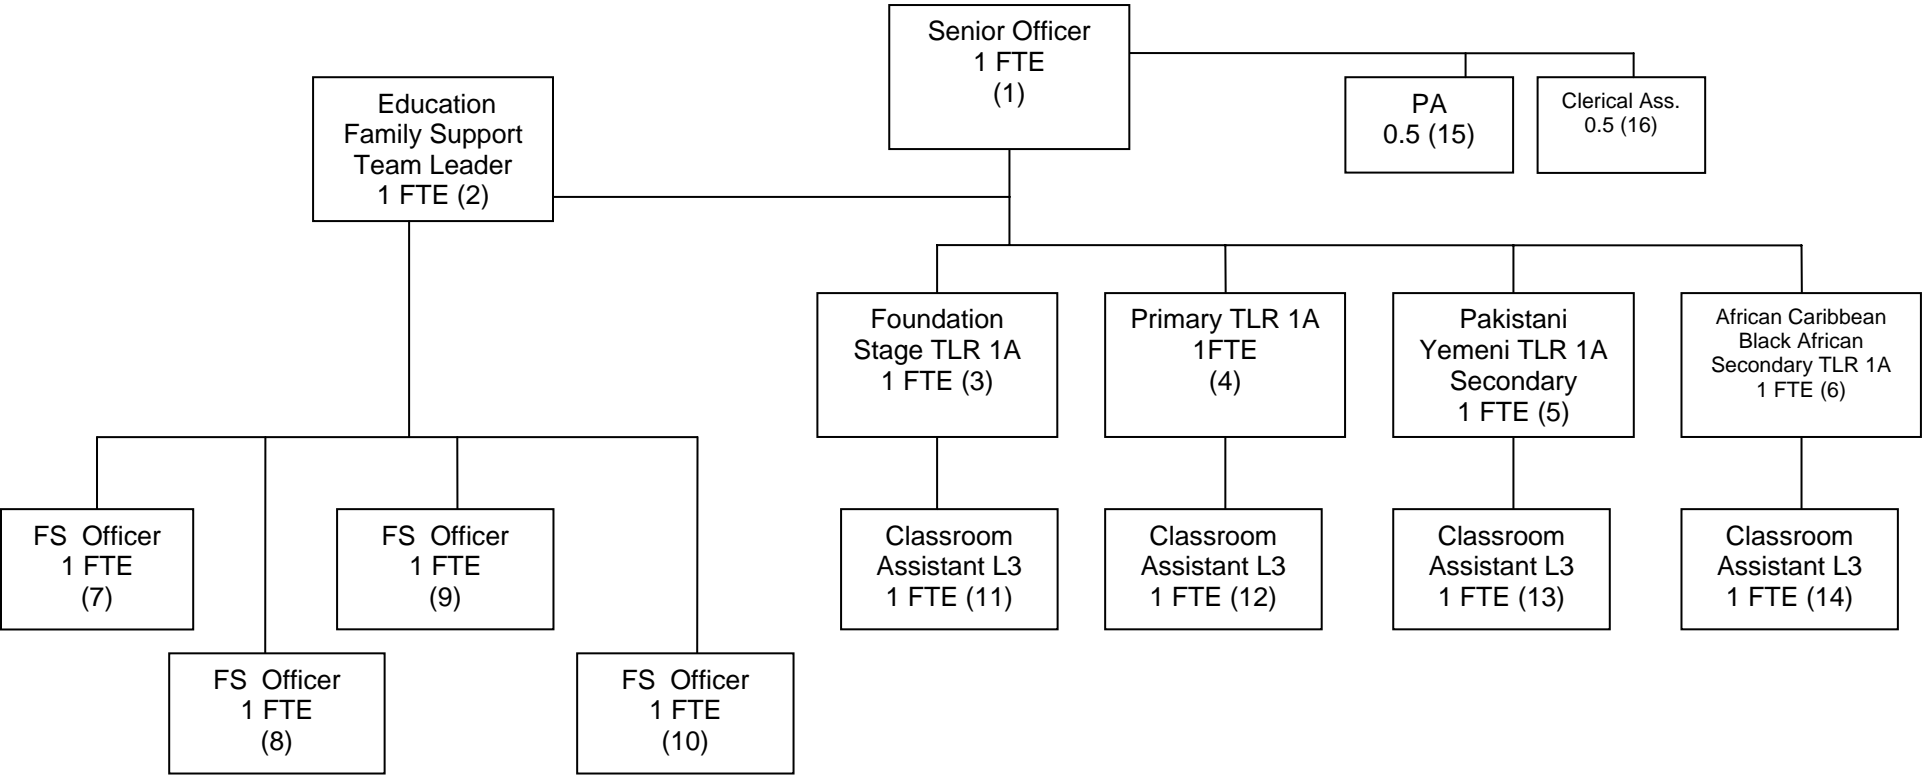 Senior Officer
1 FTE
(1)
Education
Family Support
Team Leader
1 FTE (2)
PA
0.5 (15)
Clerical Ass.
0.5 (16)
Foundation
Stage TLR 1A
1 FTE (3)
Primary TLR 1A
1FTE
(4)
Pakistani
Yemeni TLR 1A
Secondary
1 FTE (5)
African Caribbean
Black African
Secondary TLR 1A
1 FTE (6)
FS Officer
1 FTE
(7)
FS Officer
1 FTE
(9)
Classroom
Assistant L3
1 FTE (11)
Classroom
Assistant L3
1 FTE (12)
Classroom
Assistant L3
1 FTE (13)
Classroom
Assistant L3
1 FTE (14)
FS Officer
1 FTE
(8)
FS Officer
1 FTE
(10)